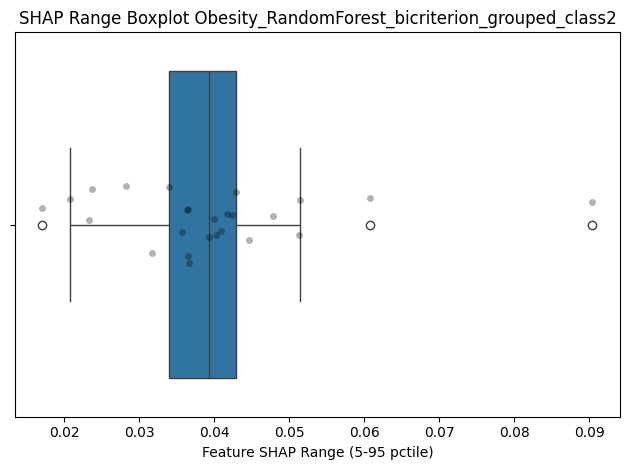 SHAP Range Boxplot Obesity_RandomForest_bicriterion_grouped_class2
0.02 0.03 0.04 0.05 0.06 0.07 0.08 0.09
Feature SHAP Range (5-95 pctile)